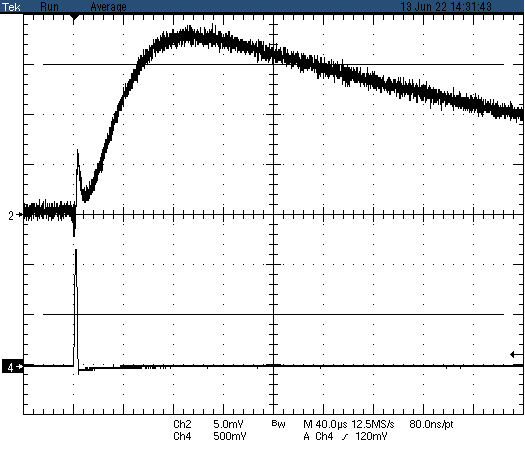 Tek Run Average 13 Jun 22 14:31:43
2
4
Ch2 5.0mV Bw M 40.0µs 12.5MS/s 80.0ns/pt
Ch4 500mV A Ch4 ∫ 120mV